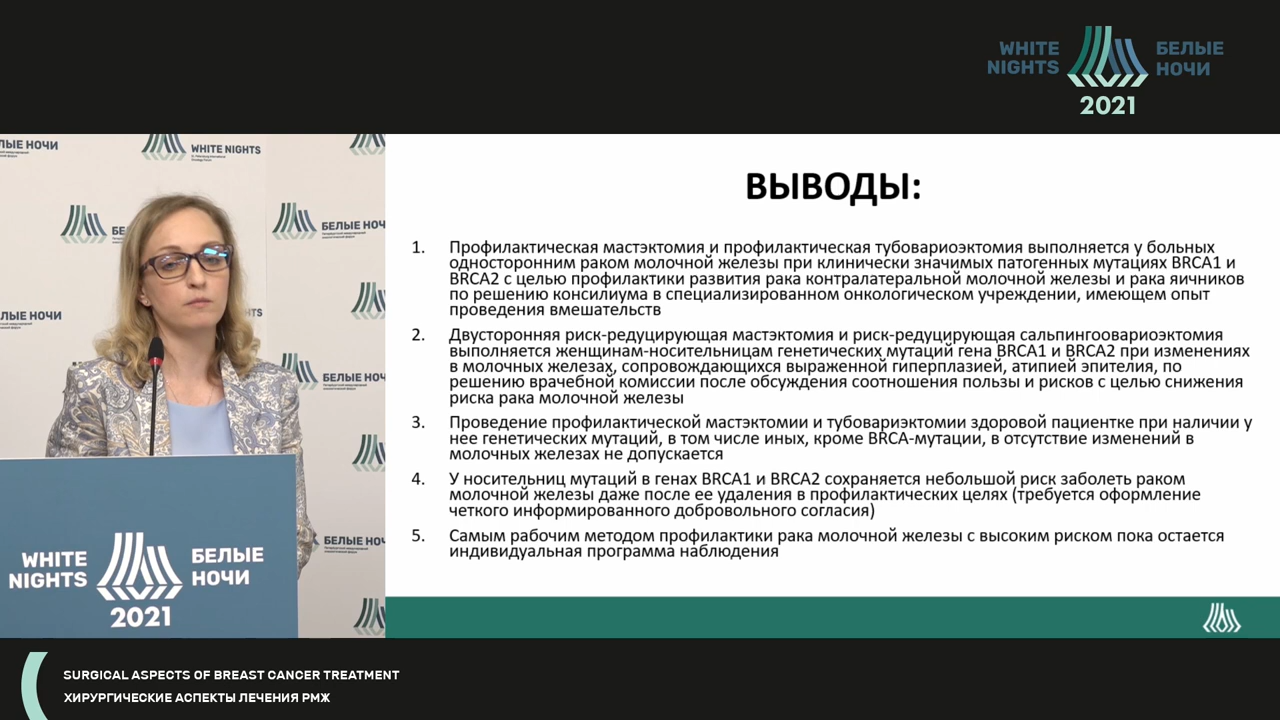 WHITE NIGHTS
БЕЛЫЕ НОЧИ
2021
ЛЫЕ НОЧИ
WHITE NIGHTS
БЕЛЫЕ НОЧ
БЕЛЫЕ НОЧ
WHITE
NIGHTS
БЕЛЫЕ
НОЧИ
2021
ВЫВОДЫ:
1. Профилактическая мастэктомия и профилактическая тубовариоэктомия выполняется у больных
односторонним раком молочной железы при клинически значимых патогенных мутациях BRCA1 и
BRCA2 с целью профилактики развития рака контралатеральной молочной железы и рака яичников
по решению консилиума в специализированном онкологическом учреждении, имеющем опыт
проведения вмешательств
2. Двусторонняя риск-редуцирующая мастэктомия и риск-редуцирующая сальпингоовариоэктомия
выполняется женщинам-носительницам генетических мутаций гена BRCA1 и BRCA2 при изменениях
в молочных железах, сопровождающихся выраженной гиперплазией, атипией эпителия, по
решению врачебной комиссии после обсуждения соотношения пользы и рисков с целью снижения
риска рака молочной железы
3. Проведение профилактической мастэктомии и тубовариэктомии здоровой пациентке при наличии у
нее генетических мутаций, в том числе иных, кроме BRCA-мутации, в отсутствие изменений в
молочных железах не допускается
4. У носительниц мутаций в генах BRCA1 и BRCA2 сохраняется небольшой риск заболеть раком
молочной железы даже после ее удаления в профилактических целях (требуется оформление
четкого информированного добровольного согласия)
5. Самым рабочим методом профилактики рака молочной железы с высоким риском пока остается
индивидуальная программа наблюдения
SURGICAL ASPECTS OF BREAST CANCER TREATMENT
ХИРУРГИЧЕСКИЕ АСПЕКТЫ ЛЕЧЕНИЯ РМЖ